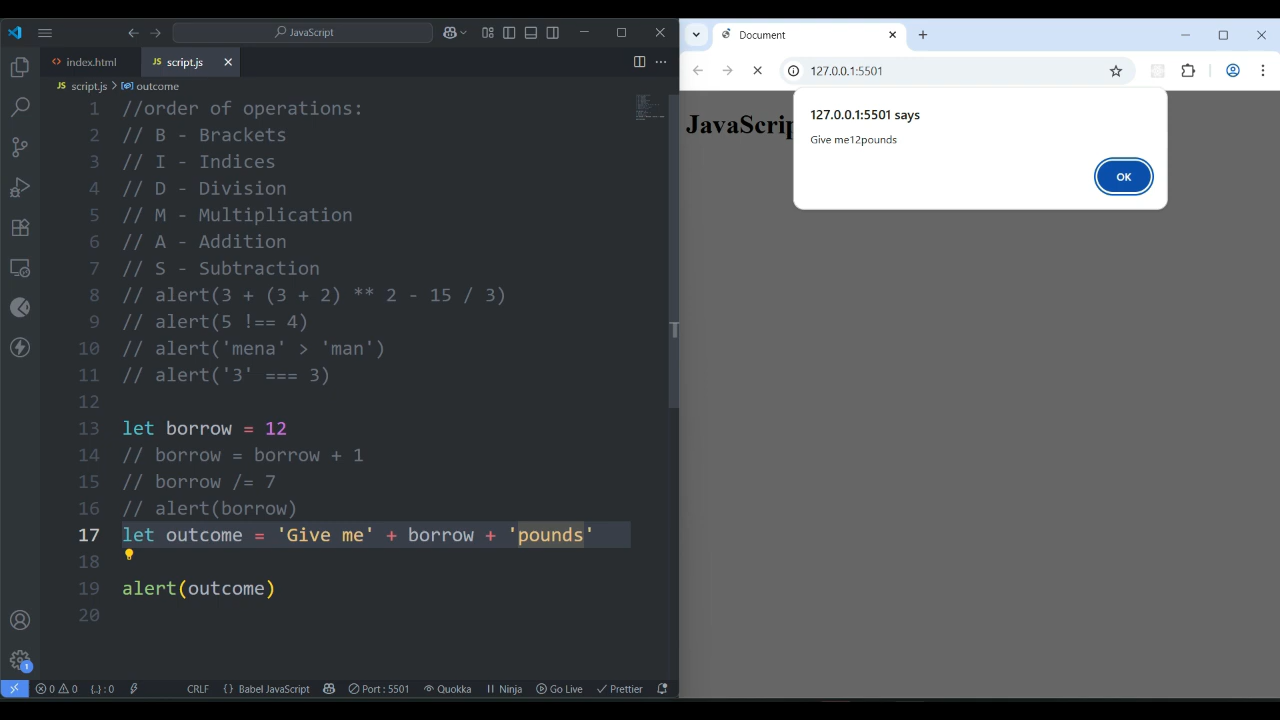 JavaScript
index.html
JS script.js
JS script.js > outcome
1 //order of operations:
2 // B - Brackets
3 // I - Indices
4 // D - Division
5 // M - Multiplication
6 // A - Addition
7 // S - Subtraction
8 // alert(3 + (3 + 2) ** 2 - 15 / 3)
9 // alert(5 !== 4)
10 // alert('mena' > 'man')
11 // alert('3' === 3)
12
13 let borrow = 12
14 // borrow = borrow + 1
15 // borrow /= 7
16 // alert(borrow)
17 let outcome = 'Give me' + borrow + 'pounds'
18
19 alert(outcome)
20
1
0 0 {..} : 0 CRLF {} Babel JavaScript Port : 5501 Quokka Ninja Go Live Prettier
Document
127.0.0.1:5501
JavaScrip
127.0.0.1:5501 says
Give me12pounds
OK